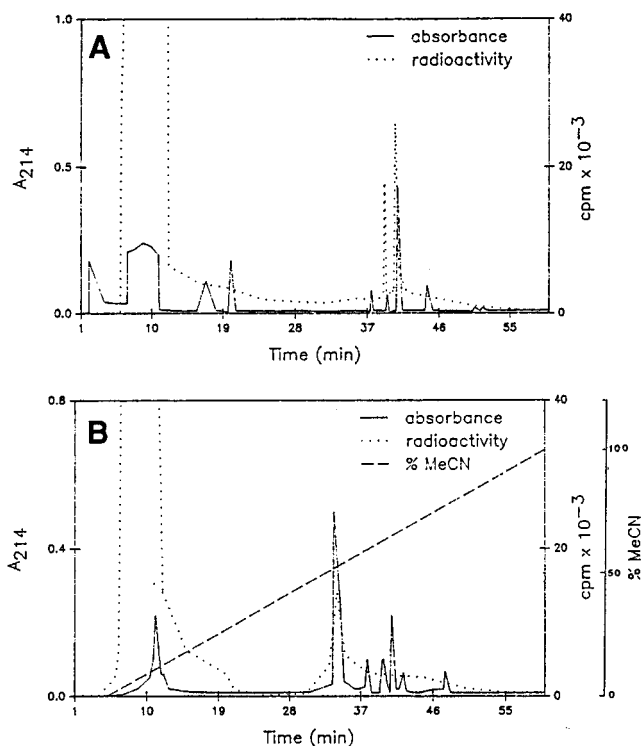 A
absorbance
radioactivity
1.0
0.5
0.0
A214
40
20
0
cpm x 10−3
1 10 19 28 37 46 55
Time (min)
B
absorbance
radioactivity
% MeCN
0.8
0.4
0.0
A214
40
20
0
cpm x 10−3
100
50
0
% MeCN
1 10 19 28 37 46 55
Time (min)